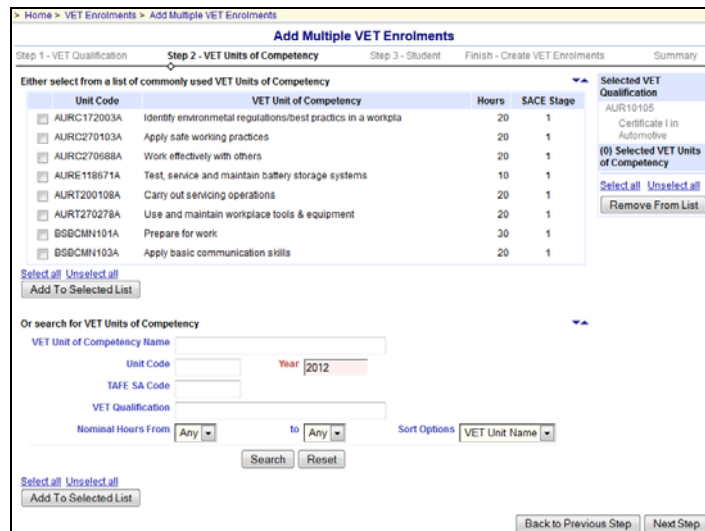 > Home > VET Enrolments > Add Multiple VET Enrolments
Add Multiple VET Enrolments
Step 1 - VET Qualification Step 2 - VET Units of Competency Step 3 - Student Finish - Create VET Enrolments Summary
Either select from a list of commonly used VET Units of Competency
Unit Code VET Unit of Competency Hours SACE Stage
AURC172003A Identify environmetal regulations/best practics in a workpla 20 1
AURC270103A Apply safe working practices 20 1
AURC270688A Work effectively with others 20 1
AURE118671A Test, service and maintain battery storage systems 10 1
AURT200108A Carry out servicing operations 20 1
AURT270278A Use and maintain workplace tools & equipment 20 1
BSBCMN101A Prepare for work 30 1
BSBCMN103A Apply basic communication skills 20 1
Select all Unselect all
Add To Selected List
Selected VET
Qualification
AUR10105
Certificate I in
Automotive
(0) Selected VET Units
of Competency
Select all Unselect all
Remove From List
Or search for VET Units of Competency
VET Unit of Competency Name
Unit Code Year 2012
TAFE SA Code
VET Qualification
Nominal Hours From Any to Any Sort Options VET Unit Name
Search Reset
Select all Unselect all
Add To Selected List
Back to Previous Step Next Step